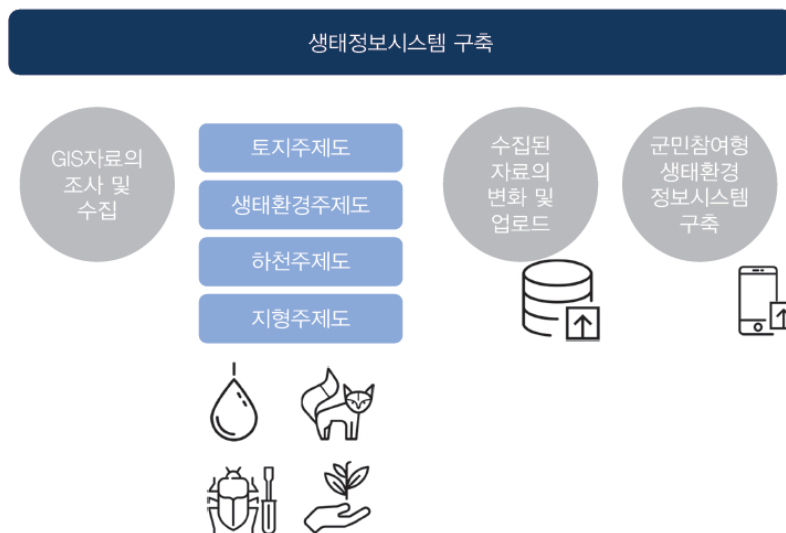 생태정보시스템 구축
GIS자료의
조사 및
수집
토지주제도
생태환경주제도
하천주제도
지형주제도
수집된
자료의
변화 및
업로드
군민참여형
생태환경
정보시스템
구축